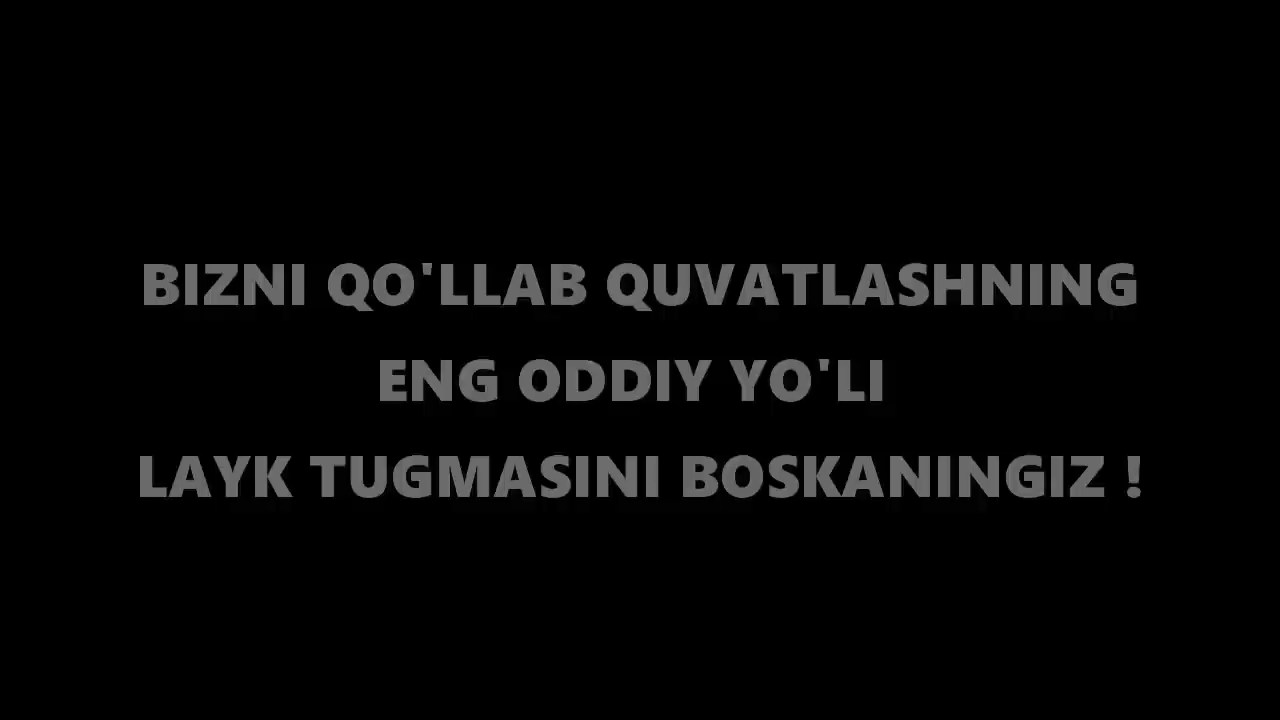 BIZNI QO'LLAB QUVATLASHNING
ENG ODDIY YO'LI
LAYK TUGMASINI BOSKANINGIZ !